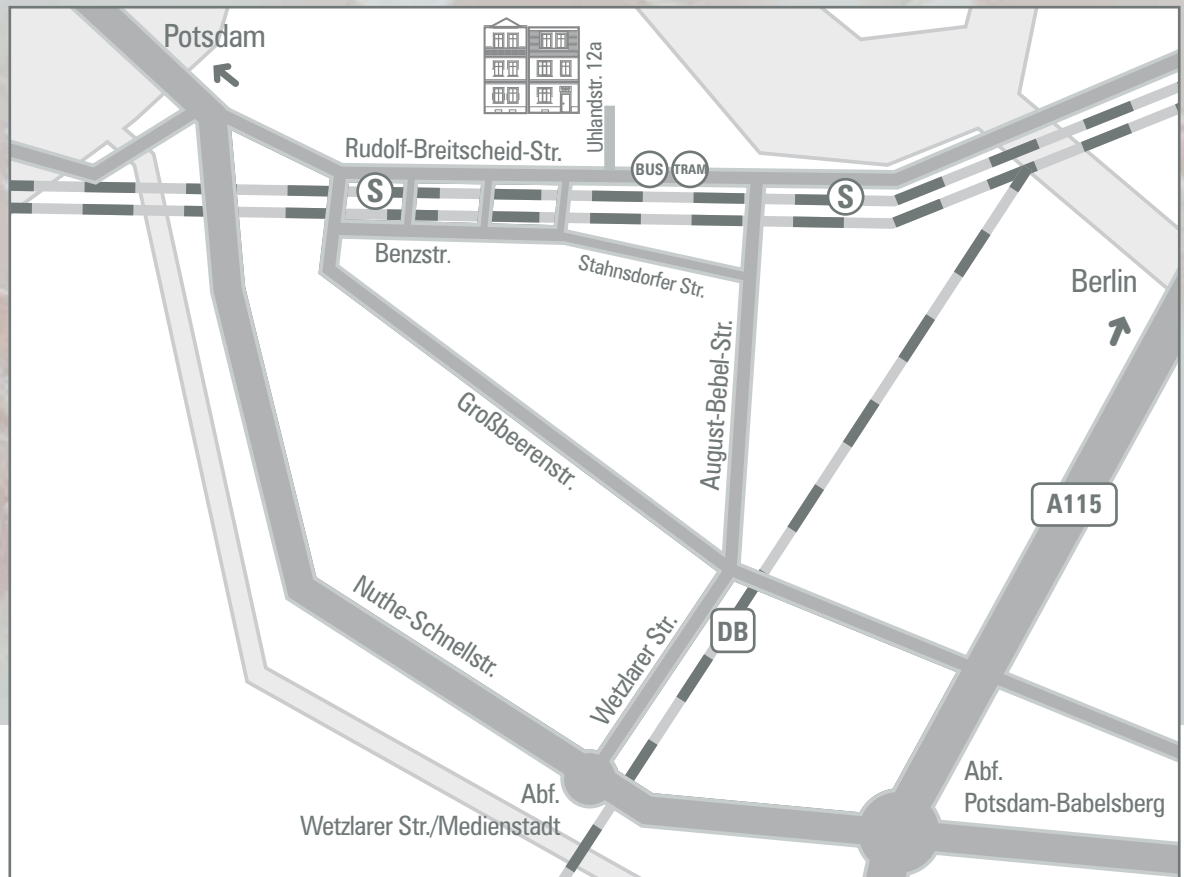 Potsdam
Uhlandstr. 12a
Rudolf-Breitscheid-Str.
BUS
TRAM
S
S
Benzstr.
Stahnsdorfer Str.
Berlin
August-Bebel-Str.
Großbeerenstr.
A115
Nuthe-Schnellstr.
Wetzlarer Str.
DB
Abf.
Wetzlarer Str./Medienstadt
Abf.
Potsdam-Babelsberg